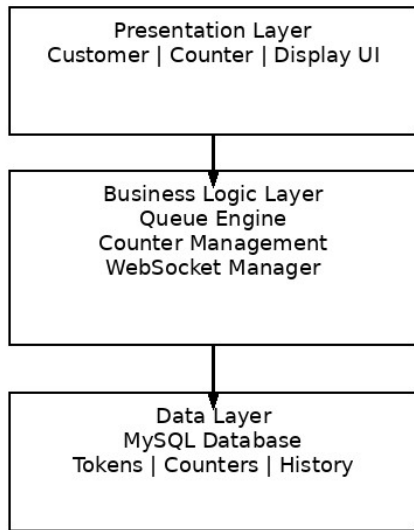 Presentation Layer
Customer | Counter | Display UI
Business Logic Layer
Queue Engine
Counter Management
WebSocket Manager
Data Layer
MySQL Database
Tokens | Counters | History